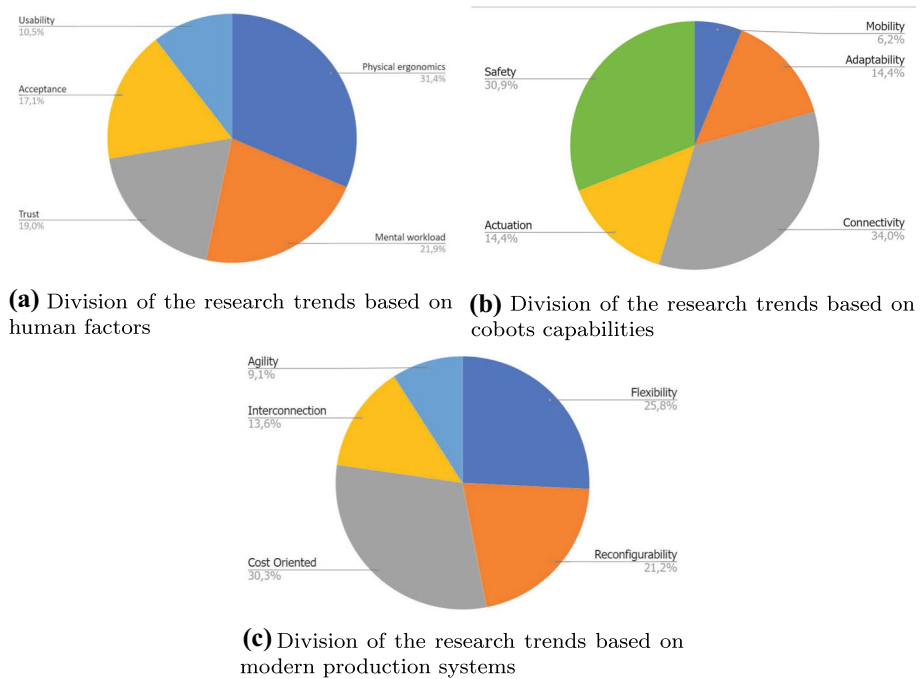 Usability
10,5%
Physical ergonomics
31,4%
Acceptance
17,1%
Trust
19,0%
Mental workload
21,9%
(a) Division of the research trends based on
human factors
Mobility
6,2%
Adaptability
14,4%
Safety
30,9%
Actuation
14,4%
Connectivity
34,0%
(b) Division of the research trends based on
cobots capabilities
Agility
9,1%
Flexibility
25,8%
Interconnection
13,6%
Cost Oriented
30,3%
Reconfigurability
21,2%
(c) Division of the research trends based on
modern production systems